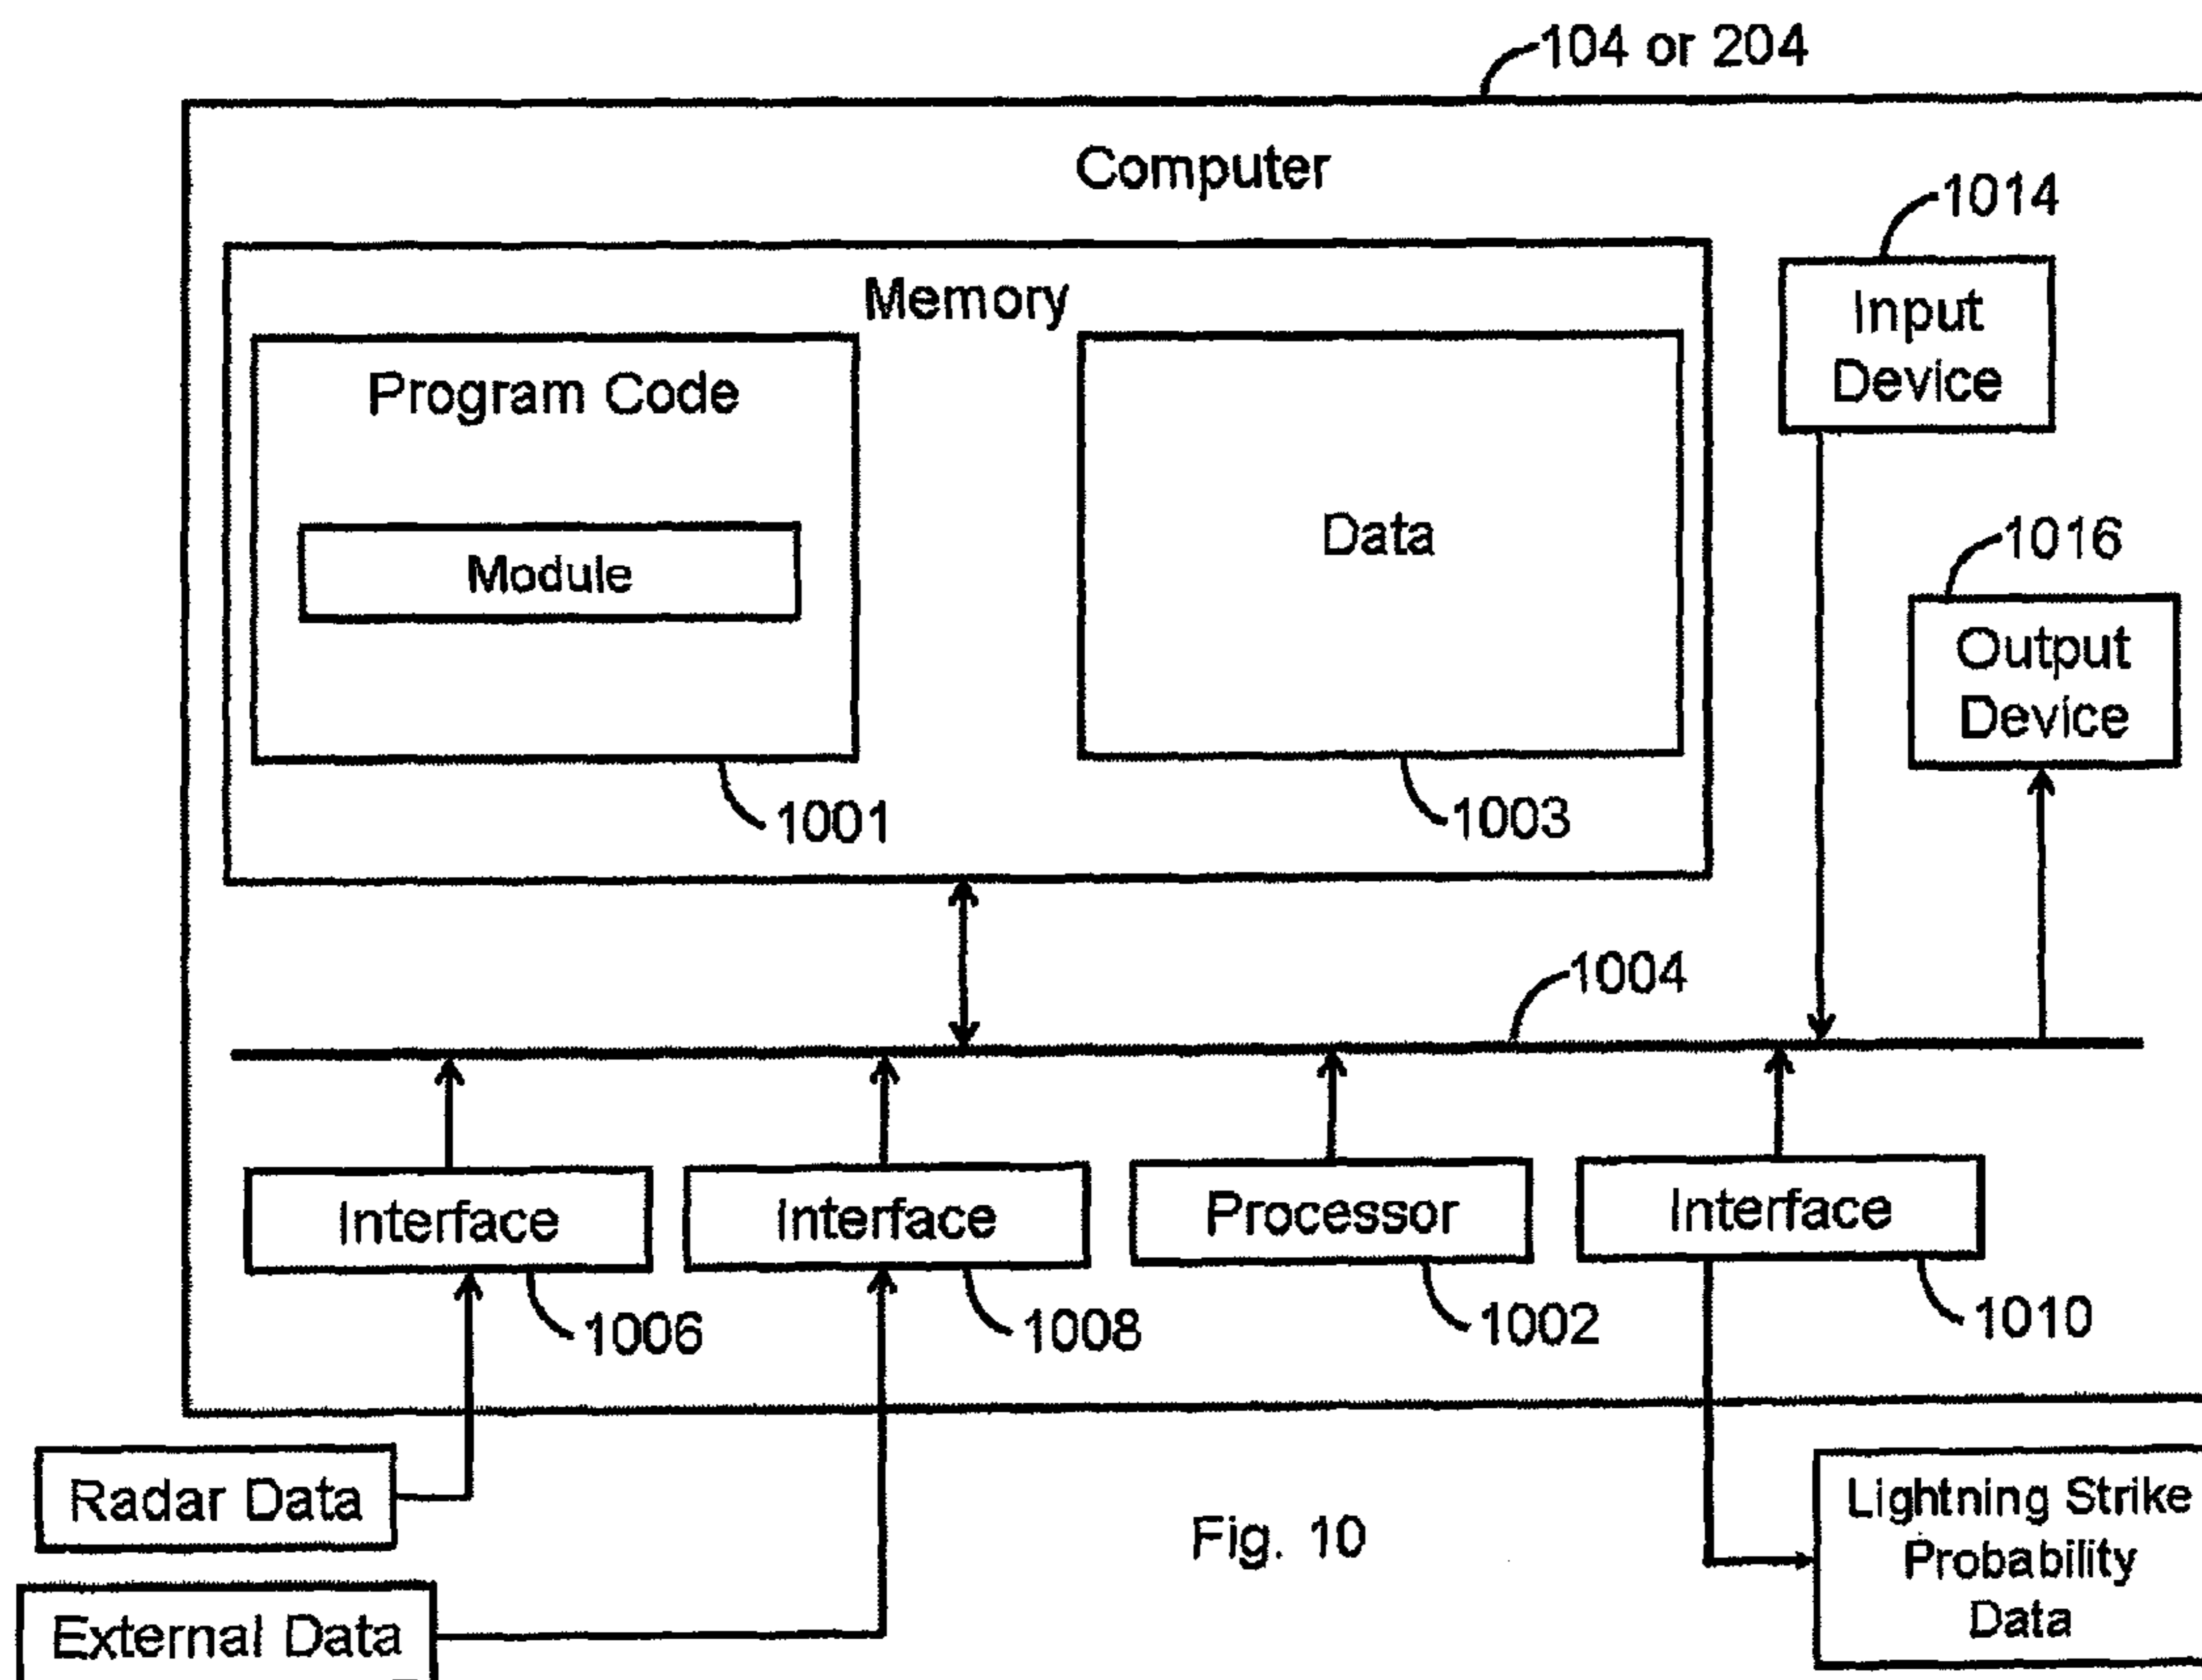 104 or 204
Computer
1014
Memory
Input
Device
Program Code
Data
Module
1016
Output
Device
1001
1003
1004
Interface
Interface
Processor
Interface
1006
1008
1002
1010
Radar Data
External Data
Fig. 10
Lightning Strike
Probability
Data